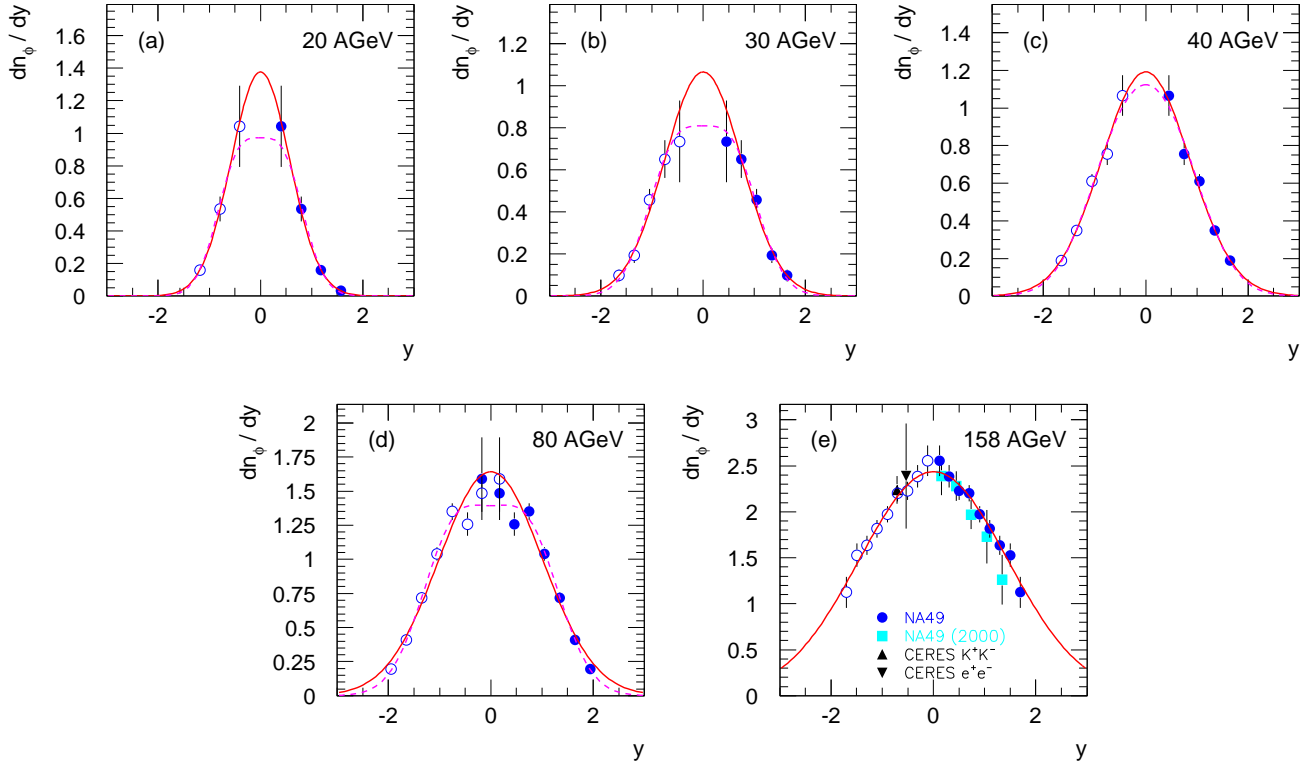 dn_ϕ / dy
(a)
20 AGeV
1.6
1.4
1.2
1
0.8
0.6
0.4
0.2
0
-2 0 2
y
dn_ϕ / dy
(b)
30 AGeV
1.2
1
0.8
0.6
0.4
0.2
0
-2 0 2
y
dn_ϕ / dy
(c)
40 AGeV
1.4
1.2
1
0.8
0.6
0.4
0.2
0
-2 0 2
y
dn_ϕ / dy
(d)
80 AGeV
2
1.75
1.5
1.25
1
0.75
0.5
0.25
0
-2 0 2
y
dn_ϕ / dy
(e)
158 AGeV
3
2.5
2
1.5
1
0.5
0
NA49
NA49 (2000)
CERES K⁺K⁻
CERES e⁺e⁻
-2 0 2
y